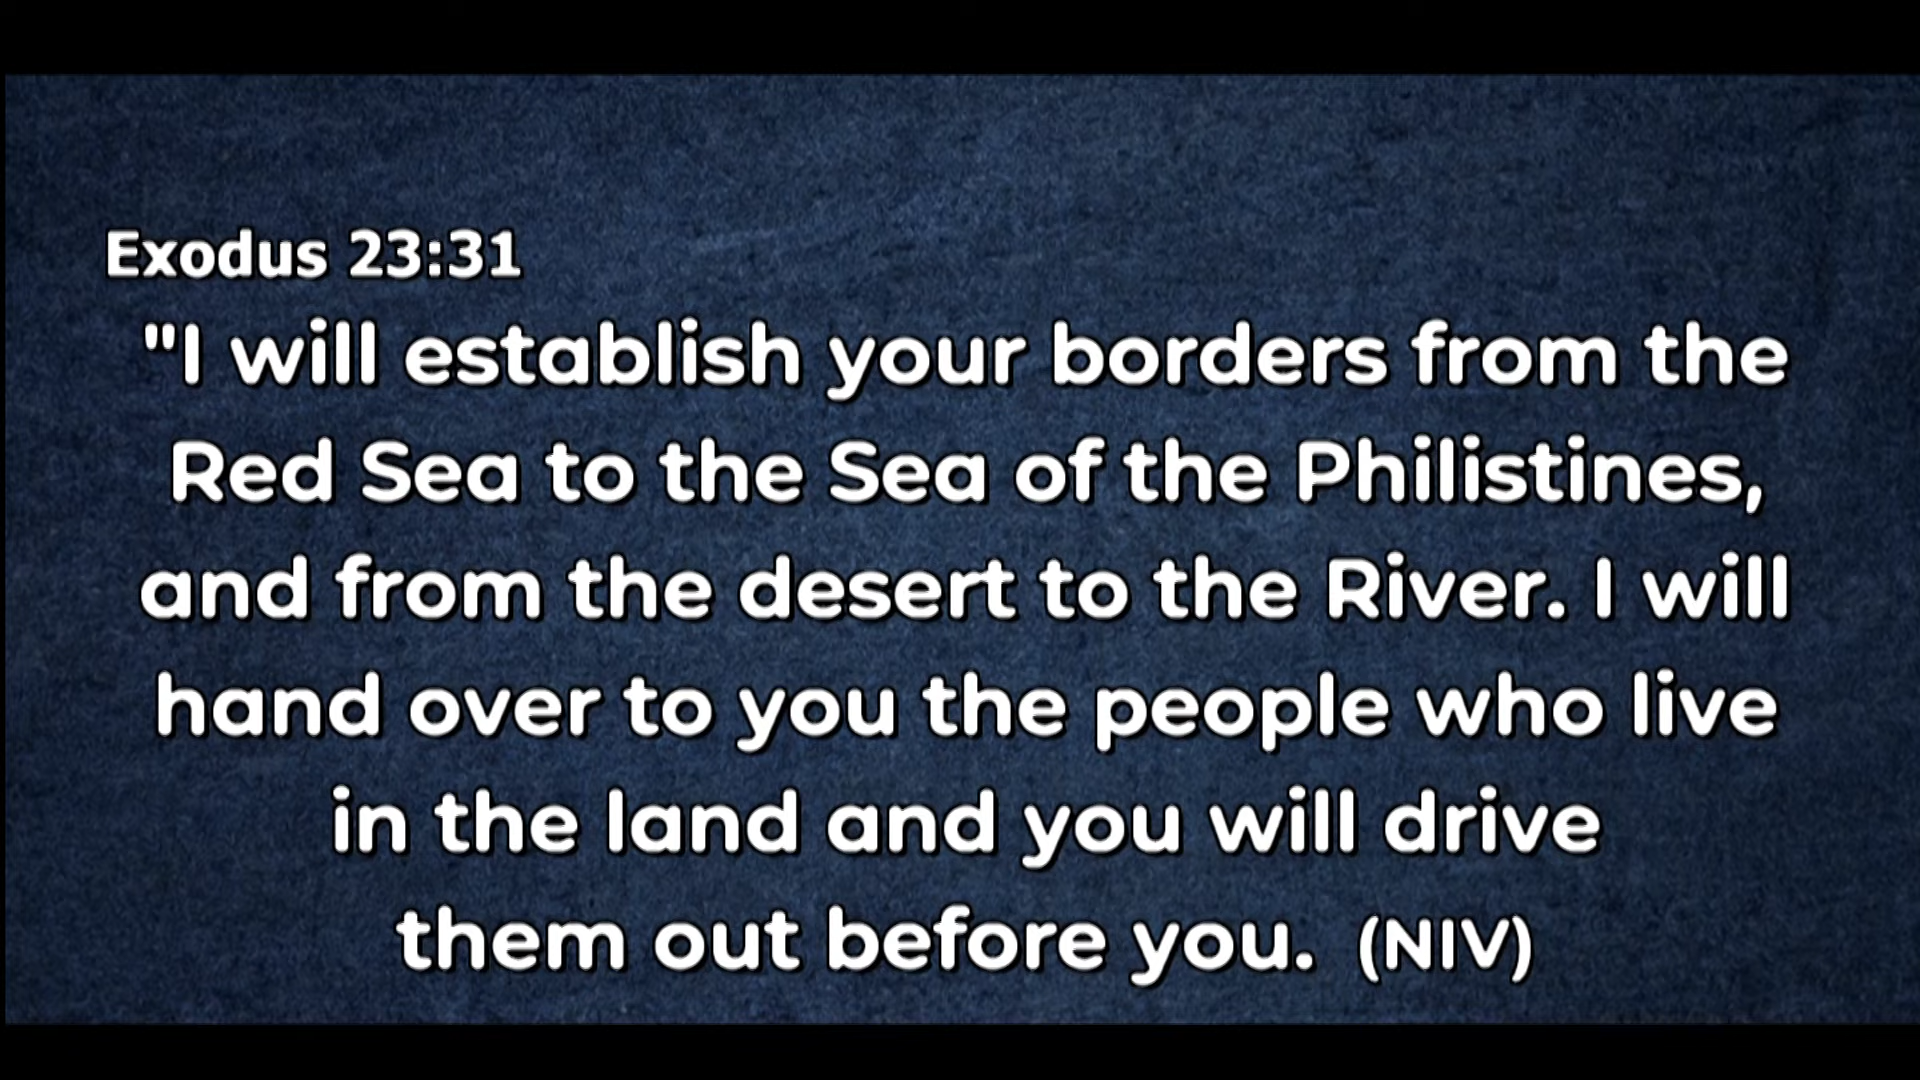 Exodus 23:31
"I will establish your borders from the
Red Sea to the Sea of the Philistines,
and from the desert to the River. I will
hand over to you the people who live
in the land and you will drive
them out before you. (NIV)